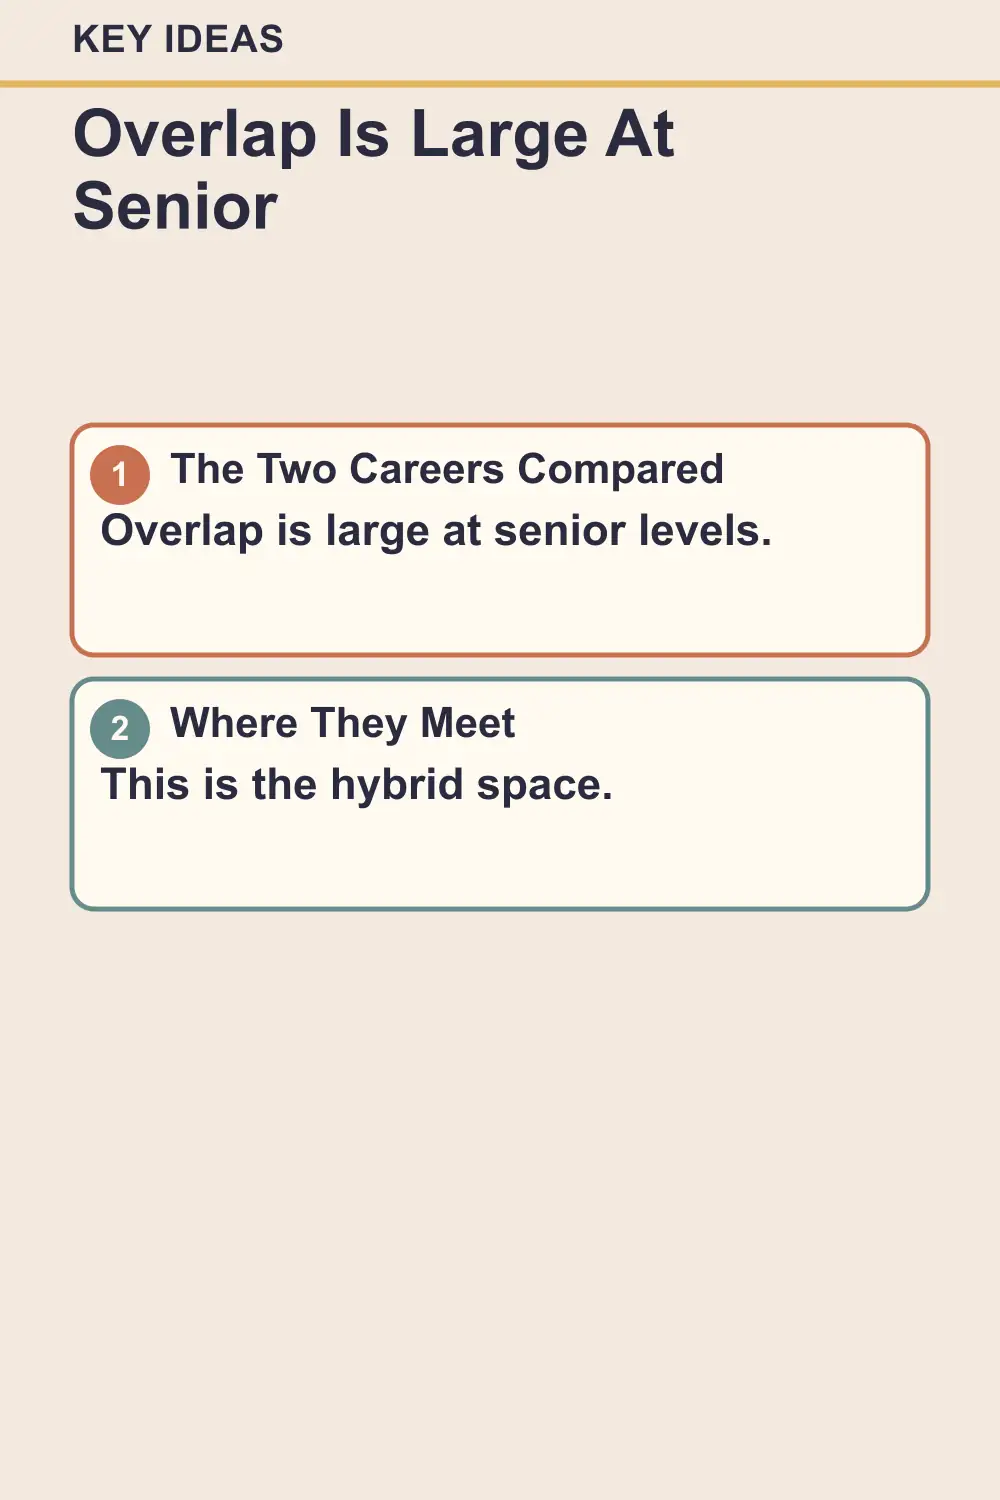 KEY IDEAS
Overlap Is Large At
Senior
1 The Two Careers Compared
Overlap is large at senior levels.
2 Where They Meet
This is the hybrid space.